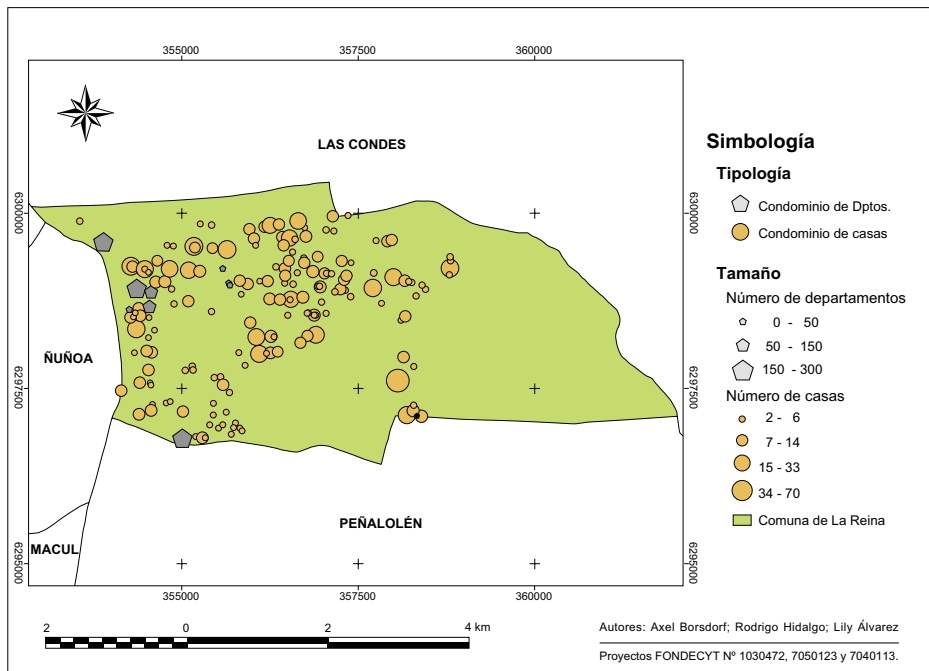 355000
357500
360000
LAS CONDES
6300000
6300000
Simbología
Tipología
Condominio de Dptos.
Condominio de casas
Tamaño
Número de departamentos
0 - 50
50 - 150
150 - 300
Número de casas
2 - 6
7 - 14
15 - 33
34 - 70
Comuna de La Reina
ÑUÑOA
6297500
6297500
PEÑALOLÉN
MACUL
6295000
6295000
355000
357500
360000
2
0
2
4 km
Autores: Axel Borsdorf; Rodrigo Hidalgo; Lily Álvarez
Proyectos FONDECYT Nº 1030472, 7050123 y 7040113.